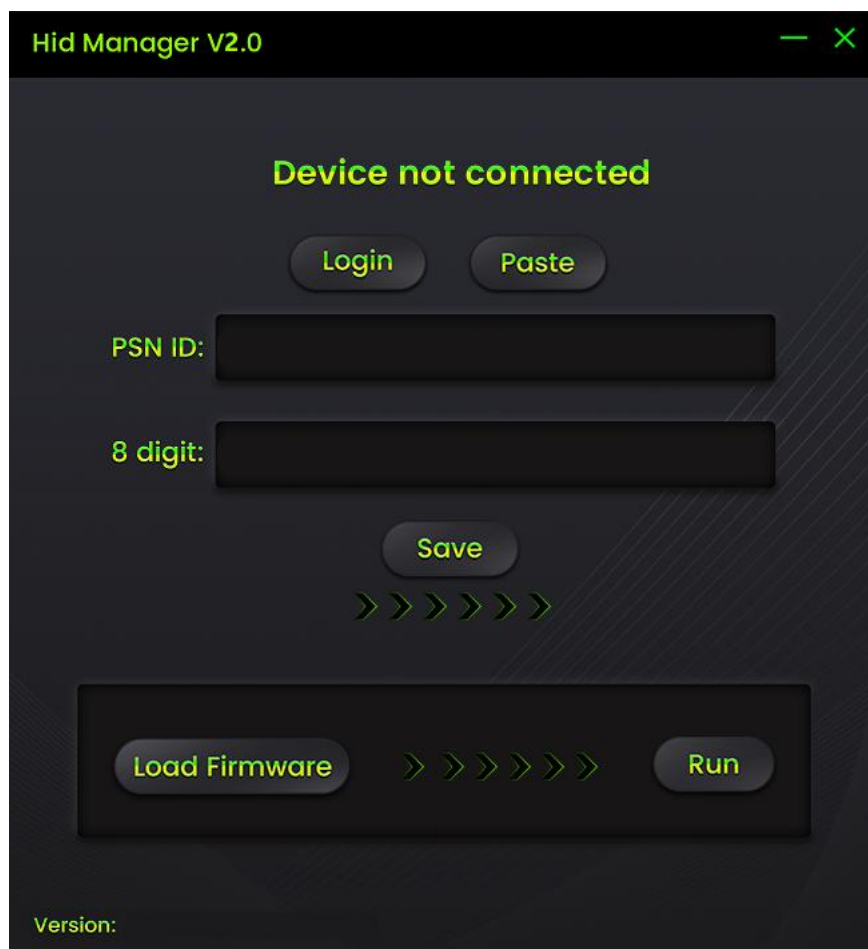 Hid Manager V2.0
Device not connected
Login Paste
PSN ID:
8 digit:
Save
Load Firmware Run
Version: